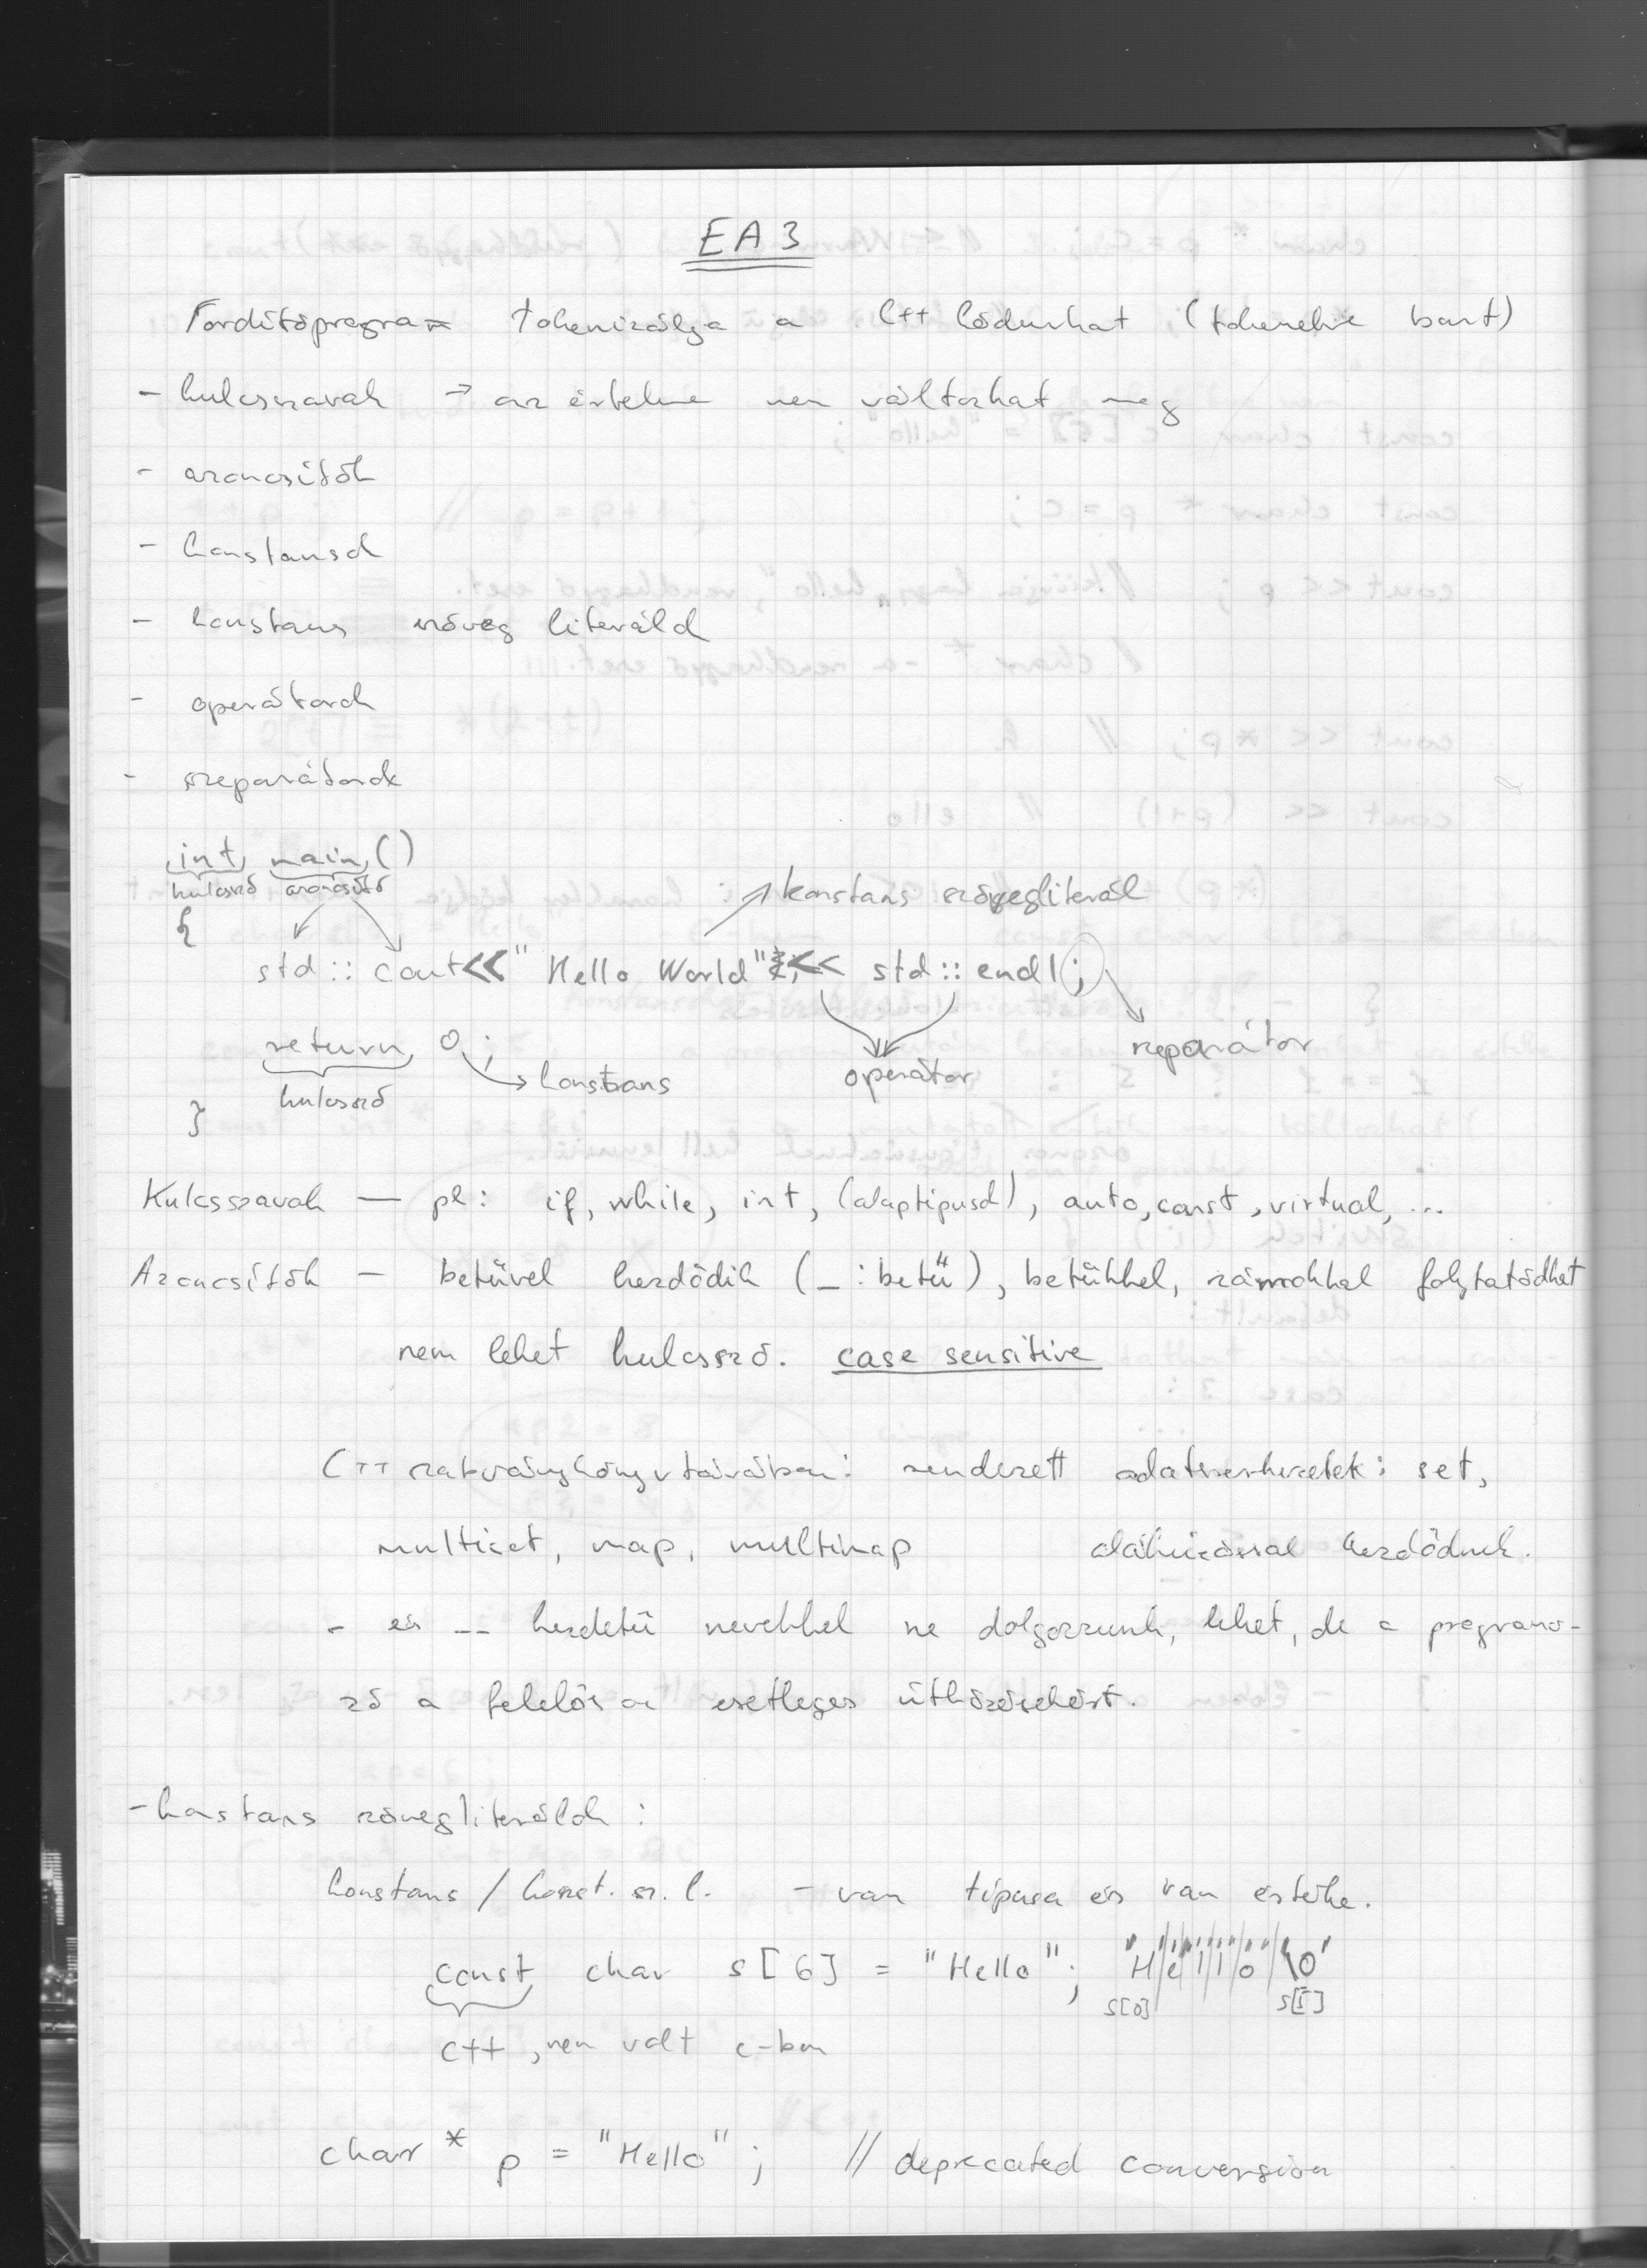 EA 3
Fordítóprogram tokenizálja a C++ kódunkat (tokenekre bont)
- kulcsszavak → az értelme nem változhat meg
- azonosítók
- konstansok
- konstans szöveg literálok
- operátorok
- szeparátorok
int main ()
kulcsszó azonosító
{
konstans szövegliterál
std :: cout << "Hello World" << std :: endl ;
szeparátor
return 0 ;
operátor
konstans
kulcsszó
}
Kulcsszavak — pl: if, while, int, (alaptípusok), auto, const, virtual, ...
Azonosítók — betűvel kezdődik ( _ : betű ), betűkkel, számokkal folytatódhat
nem lehet kulcsszó. case sensitive
C++ szabványkönyvtárában: rendezett adatszerkezetek: set,
multiset, map, multimap aláhúzással kezdődnek.
_ és __ kezdetű nevekkel ne dolgozzunk, lehet, de a programo-
zó a felelős az esetleges ütközésekért.
- konstans szövegliterálok :
konstans / konst. sz. l. - van típusa és van értéke.
const char s[6] = "Hello"; 'H'/'e'/'l'/'l'/'o'/'\0'
s[0] s[5]
C++, nem volt c-ben
char * p = "Hello" ; // deprecated conversion